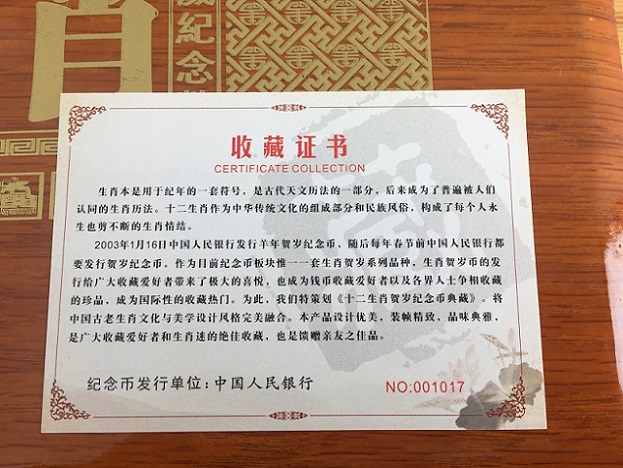 肖
纪念
收藏证书
CERTIFICATE COLLECTION
生肖本是用于纪年的一套符号，是古代天文历法的一部分，后来成为了普遍被人们
认同的生肖历法。十二生肖作为中华传统文化的组成部分和民族风俗，构成了每个人永
生也剪不断的生肖情结。
2003年1月16日中国人民银行发行羊年贺岁纪念币，随后每年春节前中国人民银行都
要发行贺岁纪念币，作为目前纪念币板块惟一一套生肖贺岁系列品种，生肖贺岁币的发
行给广大收藏爱好者带来了极大的喜悦，也成为钱币收藏爱好者以及各界人士争相收藏
的珍品，成为国际性的收藏热门。为此，我们特策划《十二生肖贺岁纪念币典藏》。将
中国古老生肖文化与美学设计风格完美融合。本产品设计优美、装帧精致、品味典雅，
是广大收藏爱好者和生肖迷的绝佳收藏，也是馈赠亲友之佳品。
纪念币发行单位：中国人民银行
NO:001017